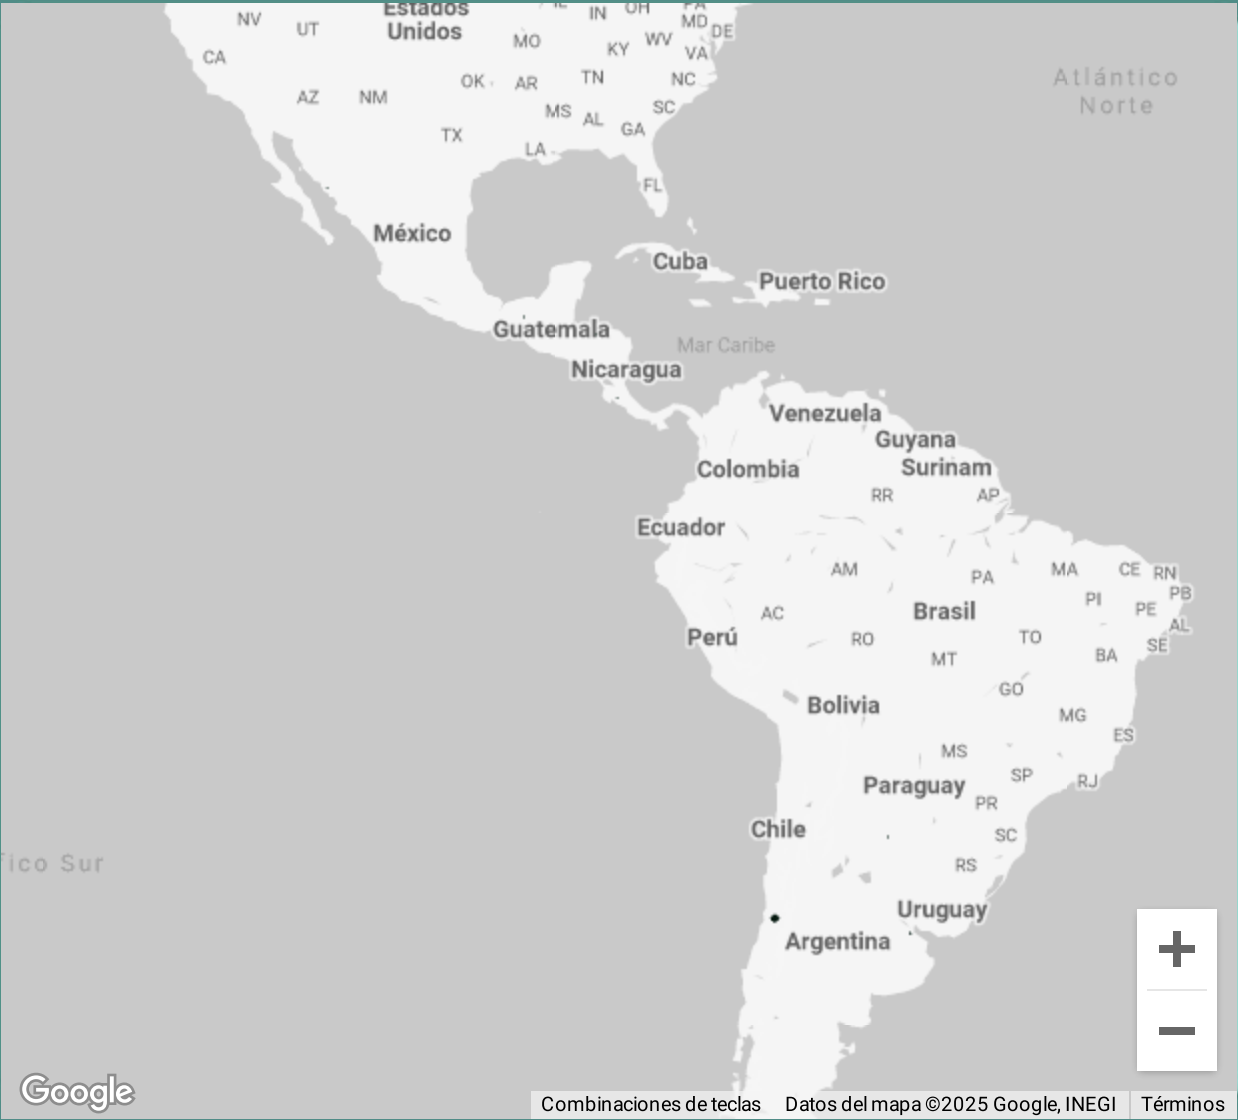 Estados
Unidos
NV
UT
CA
AZ
NM
TX
OK
AR
MO
IN
OH
PA
MD
DE
KY
WV
VA
TN
NC
MS
AL
GA
SC
LA
FL
Atlántico
Norte
México
Cuba
Puerto Rico
Guatemala
Mar Caribe
Nicaragua
Venezuela
Guyana
Colombia
Surinam
RR
AP
Ecuador
AM
PA
MA
CE
RN
PI
PB
PE
AC
Brasil
AL
Perú
RO
TO
SE
MT
BA
GO
Bolivia
MG
ES
MS
SP
RJ
Paraguay
PR
Chile
SC
fico Sur
RS
Uruguay
Argentina
Google
Combinaciones de teclas
Datos del mapa ©2025 Google, INEGI
Términos